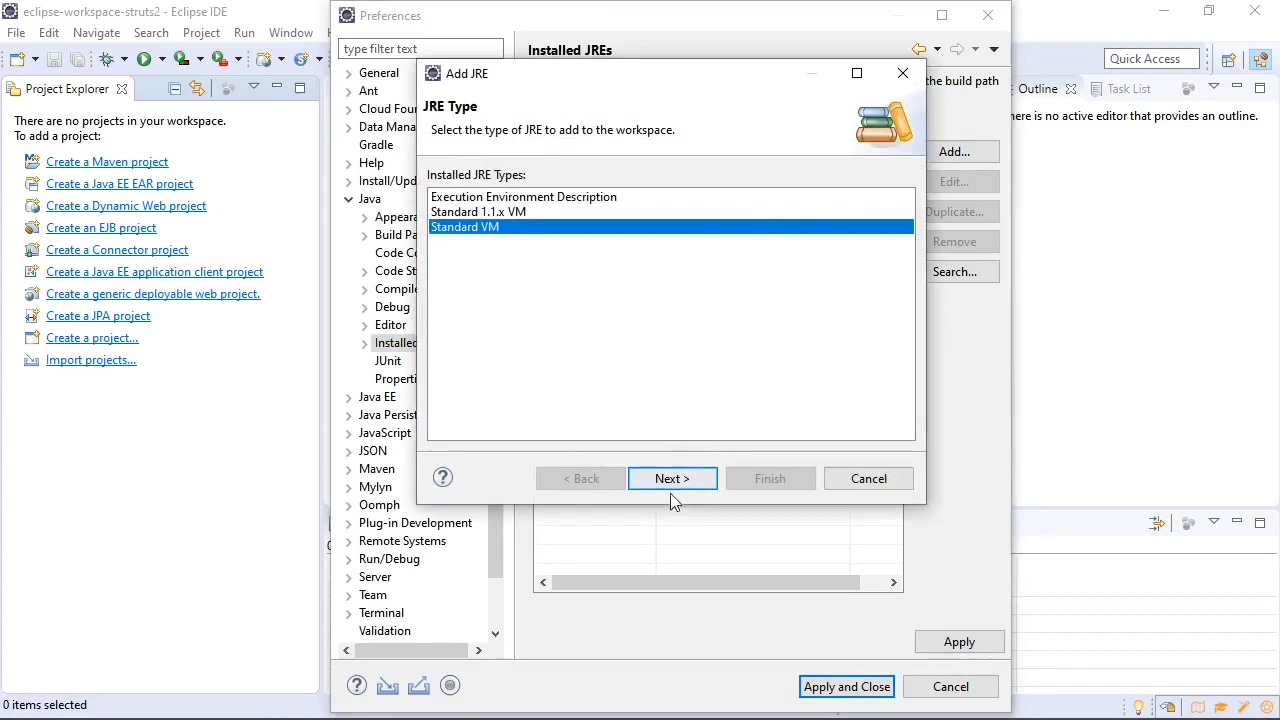 eclipse-workspace-struts2 - Eclipse IDE
File Edit Navigate Search Project Run Window
Quick Access
Project Explorer
There are no projects in your workspace.
To add a project:
Create a Maven project
Create a Java EE EAR project
Create a Dynamic Web project
Create an EJB project
Create a Connector project
Create a Java EE application client project
Create a generic deployable web project.
Create a JPA project
Create a project...
Import projects...
0 items selected
Preferences
type filter text
General
Ant
Cloud Foun
Data Mana
Gradle
Help
Install/Upd
Java
Appeara
Build Pa
Code Co
Code St
Compile
Debug
Editor
Installed
JUnit
Properti
Java EE
Java Persist
JavaScript
JSON
Maven
Mylyn
Oomph
Plug-in Development
Remote Systems
Run/Debug
Server
Team
Terminal
Validation
Installed JREs
the build path
Add...
Edit...
Duplicate...
Remove
Search...
Apply
Apply and Close
Cancel
Add JRE
JRE Type
Select the type of JRE to add to the workspace.
Installed JRE Types:
Execution Environment Description
Standard 1.1.x VM
Standard VM
< Back
Next >
Finish
Cancel
Outline
Task List
here is no active editor that provides an outline.